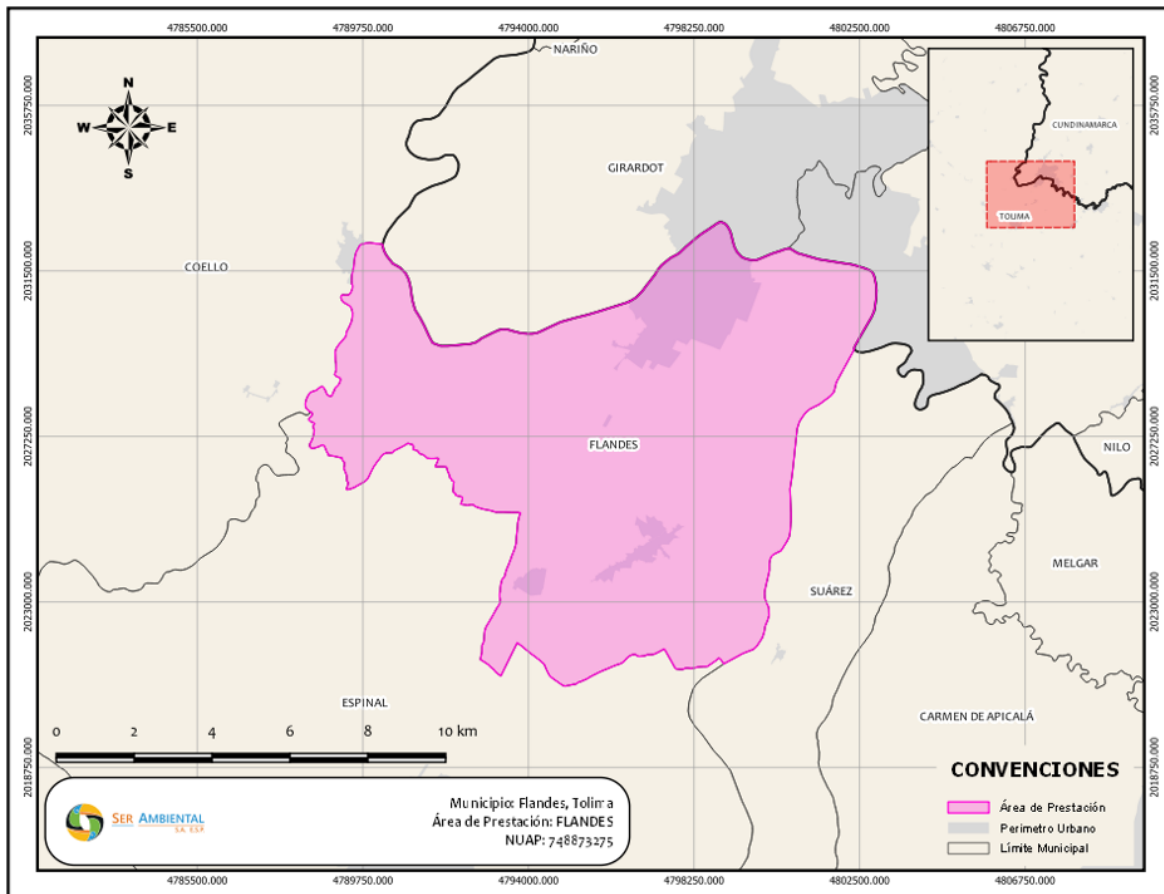 4785500.000 4789750.000 4794000.000 4798250.000 4802500.000 4806750.000
NARIÑO
2035750.000
2035750.000
N
W E
S
CUNDINAMARCA
GIRARDOT
TOLIMA
COELLO
2031500.000
2031500.000
2027250.000
2027250.000
FLANDES
NILO
MELGAR
SUÁREZ
2023000.000
2023000.000
ESPINAL
CARMEN DE APICALÁ
0 2 4 6 8 10 km
2018750.000
2018750.000
CONVENCIONES
Área de Prestación
Perimetro Urbano
Límite Municipal
SER AMBIENTAL
S.A. E.S.P.
Municipio: Flandes, Tolima
Área de Prestación: FLANDES
NUAP: 748873275
4785500.000 4789750.000 4794000.000 4798250.000 4802500.000 4806750.000